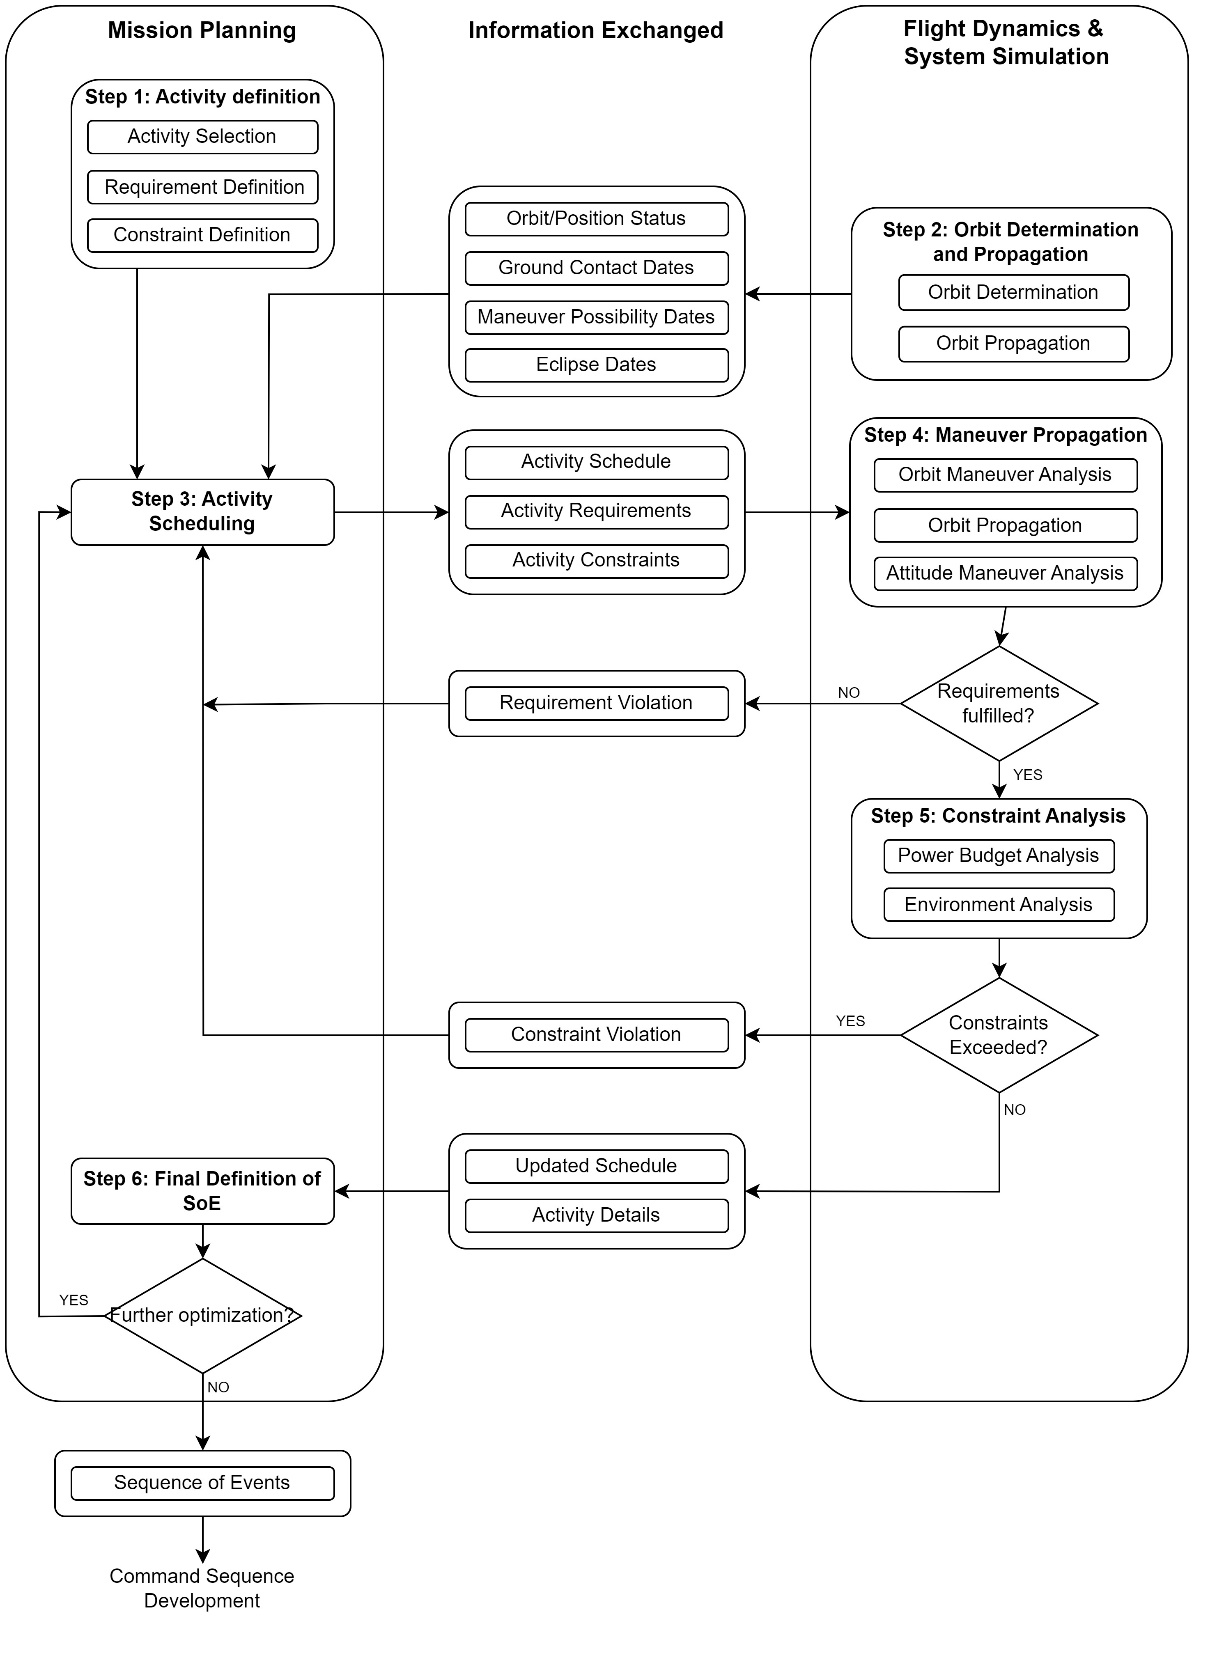 Mission Planning
Information Exchanged
Flight Dynamics &
System Simulation
Step 1: Activity definition
Activity Selection
Requirement Definition
Constraint Definition
Orbit/Position Status
Ground Contact Dates
Maneuver Possibility Dates
Eclipse Dates
Step 2: Orbit Determination
and Propagation
Orbit Determination
Orbit Propagation
Step 3: Activity
Scheduling
Activity Schedule
Activity Requirements
Activity Constraints
Step 4: Maneuver Propagation
Orbit Maneuver Analysis
Orbit Propagation
Attitude Maneuver Analysis
Requirements
fulfilled?
NO
Requirement Violation
YES
Step 5: Constraint Analysis
Power Budget Analysis
Environment Analysis
Constraints
Exceeded?
YES
Constraint Violation
NO
Updated Schedule
Activity Details
Step 6: Final Definition of
SoE
Further optimization?
YES
NO
Sequence of Events
Command Sequence
Development